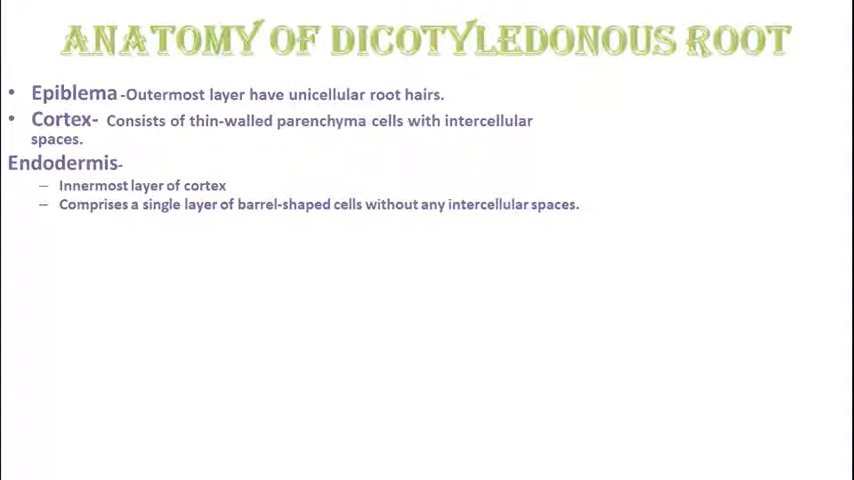 ANATOMY OF DICOTYLEDONOUS ROOT
• Epiblema -Outermost layer have unicellular root hairs.
• Cortex- Consists of thin-walled parenchyma cells with intercellular
spaces.
Endodermis-
– Innermost layer of cortex
– Comprises a single layer of barrel-shaped cells without any intercellular spaces.